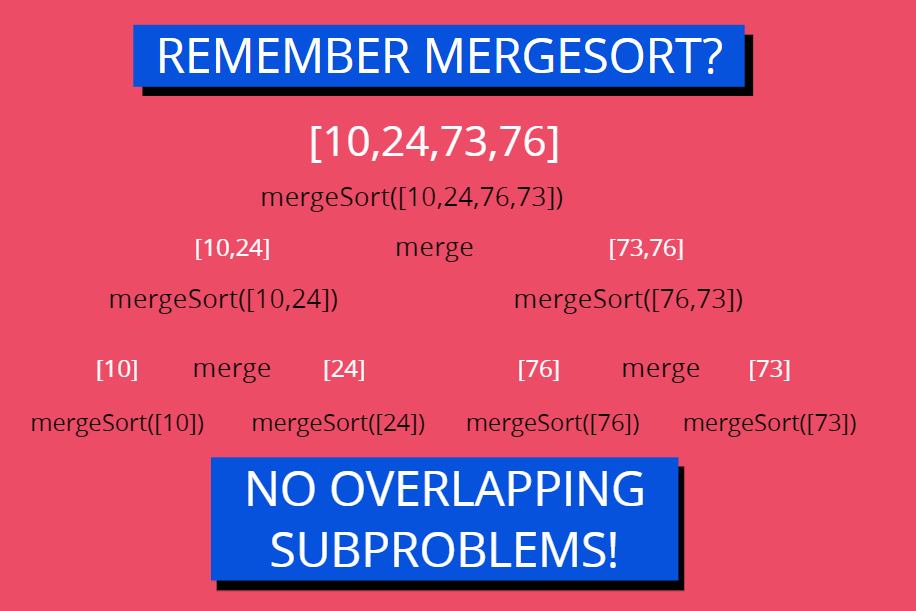 REMEMBER MERGESORT?
[10,24,73,76]
mergeSort([10,24,76,73])
[10,24] merge [73,76]
mergeSort([10,24]) mergeSort([76,73])
[10] merge [24] [76] merge [73]
mergeSort([10]) mergeSort([24]) mergeSort([76]) mergeSort([73])
NO OVERLAPPING
SUBPROBLEMS!